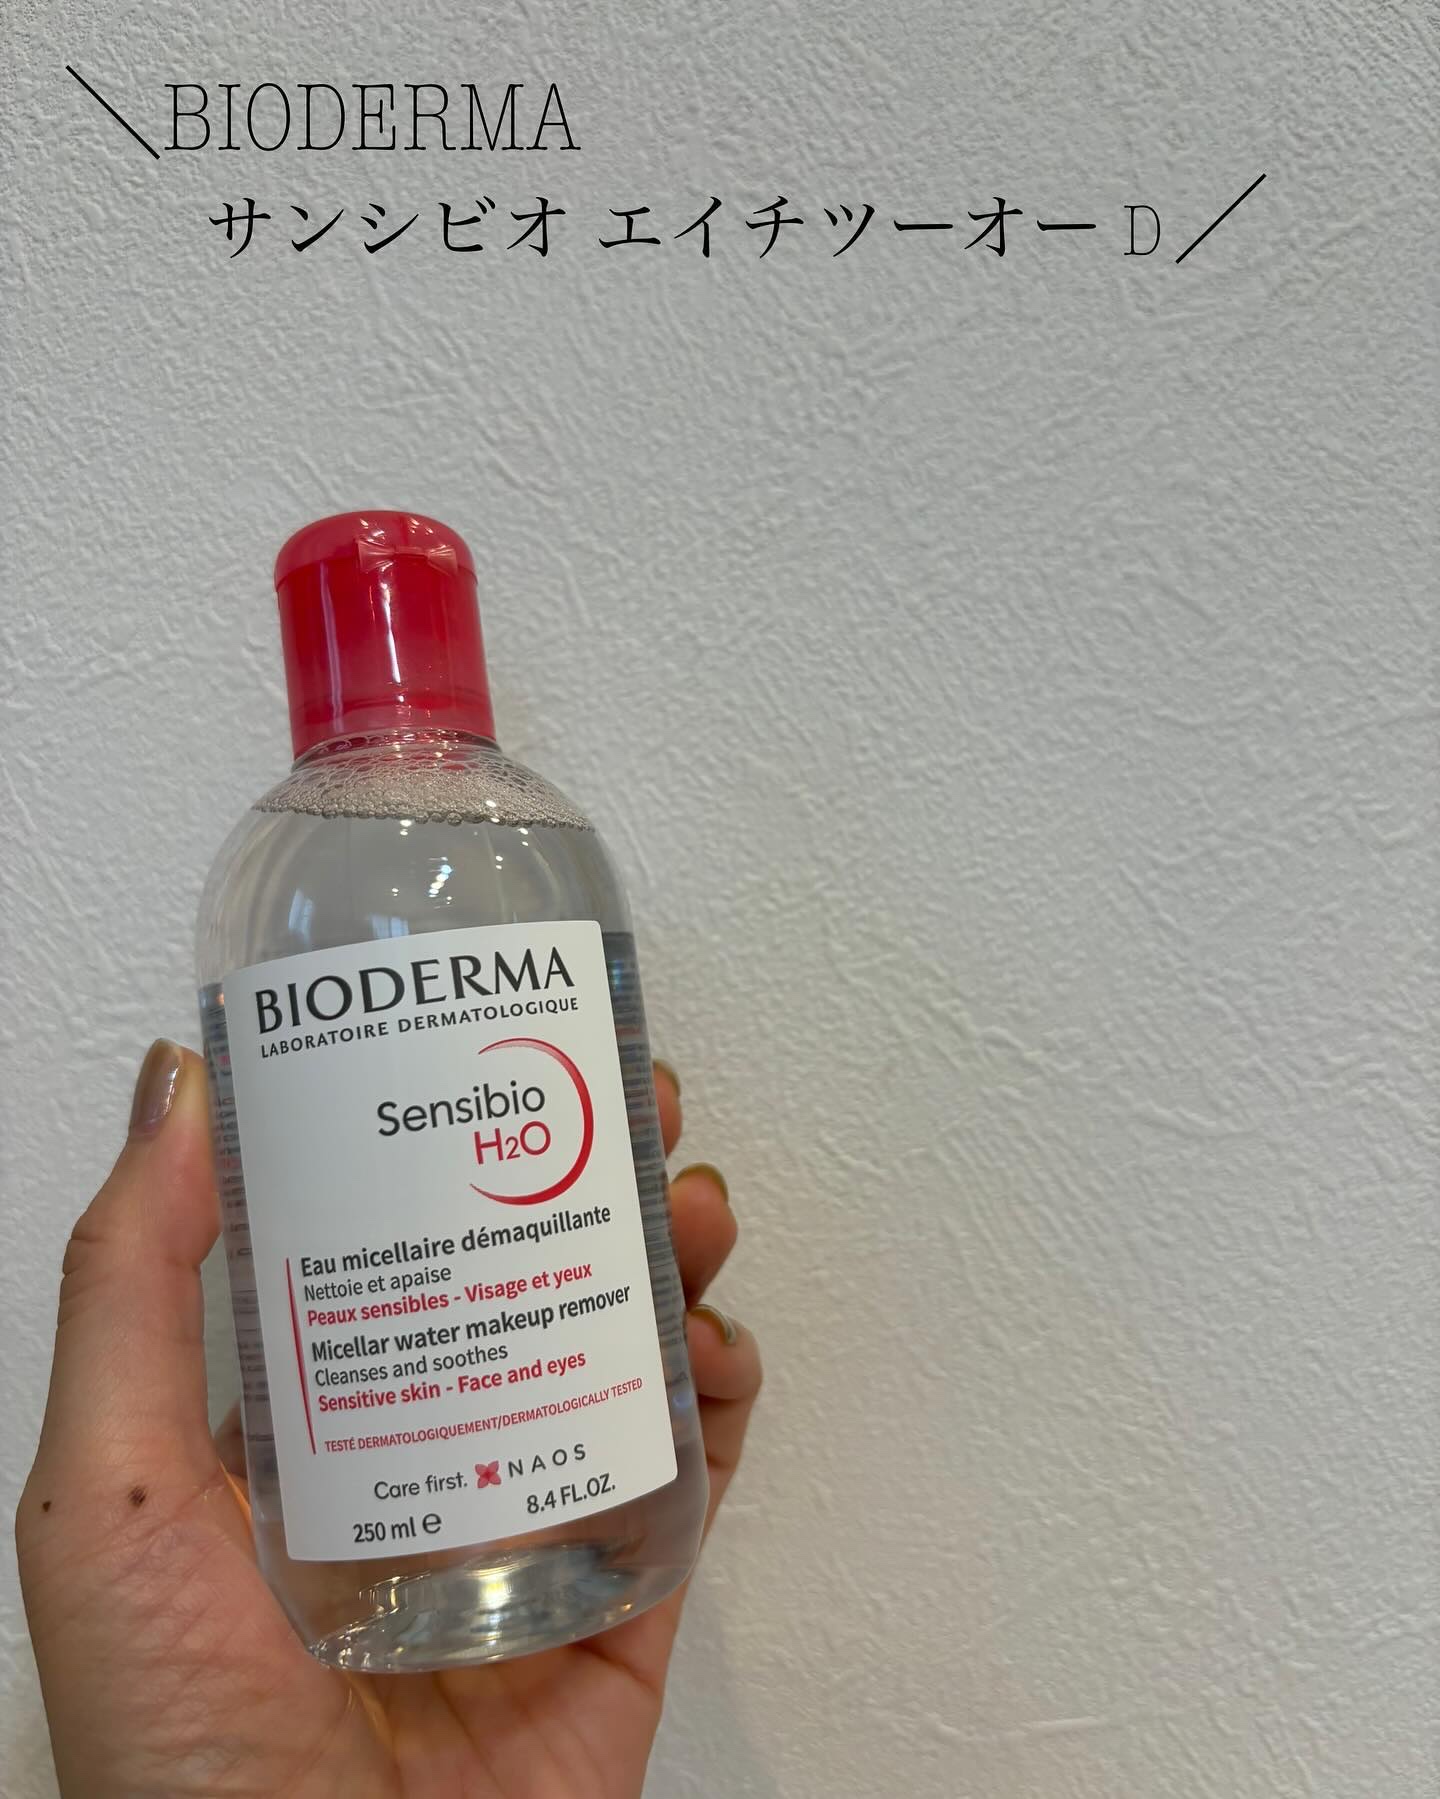 ＼BIODERMA
サンシビオ エイチツーオー D／
BIODERMA
LABORATOIRE DERMATOLOGIQUE
Sensibio
H2O
Eau micellaire démaquillante
Nettoie et apaise
Peaux sensibles - Visage et yeux
Micellar water makeup remover
Cleanses and soothes
Sensitive skin - Face and eyes
TESTÉ DERMATOLOGIQUEMENT/DERMATOLOGICALLY TESTED
Care first. NAOS
250 ml ℮ 8.4 FL.OZ.